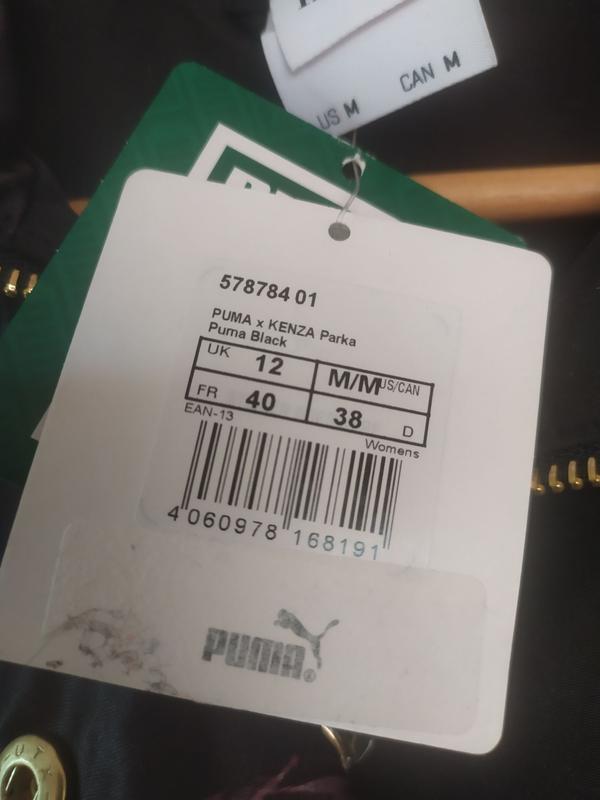 US M
CAN M
578784 01
PUMA x KENZA Parka
Puma Black
UK 12
M/M US/CAN
FR 40
38 D
EAN-13
Womens
4 060978 168191
PUMA